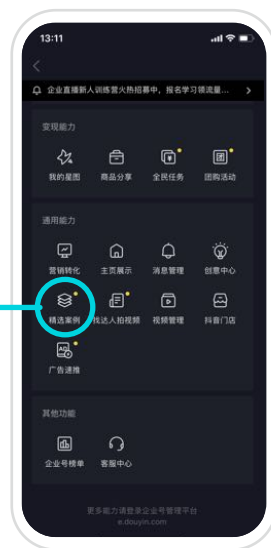 13:11
企业直播新人训练营火热招募中，报名学习领流量...
变现能力
我的星图 商品分享 全民任务 团购活动
通用能力
营销转化 主页展示 消息管理 创意中心
精选案例 找达人拍视频 视频管理 抖音门店
AD
广告速推
其他功能
企业号榜单 客服中心
更多能力请登录企业号管理平台
e.douyin.com